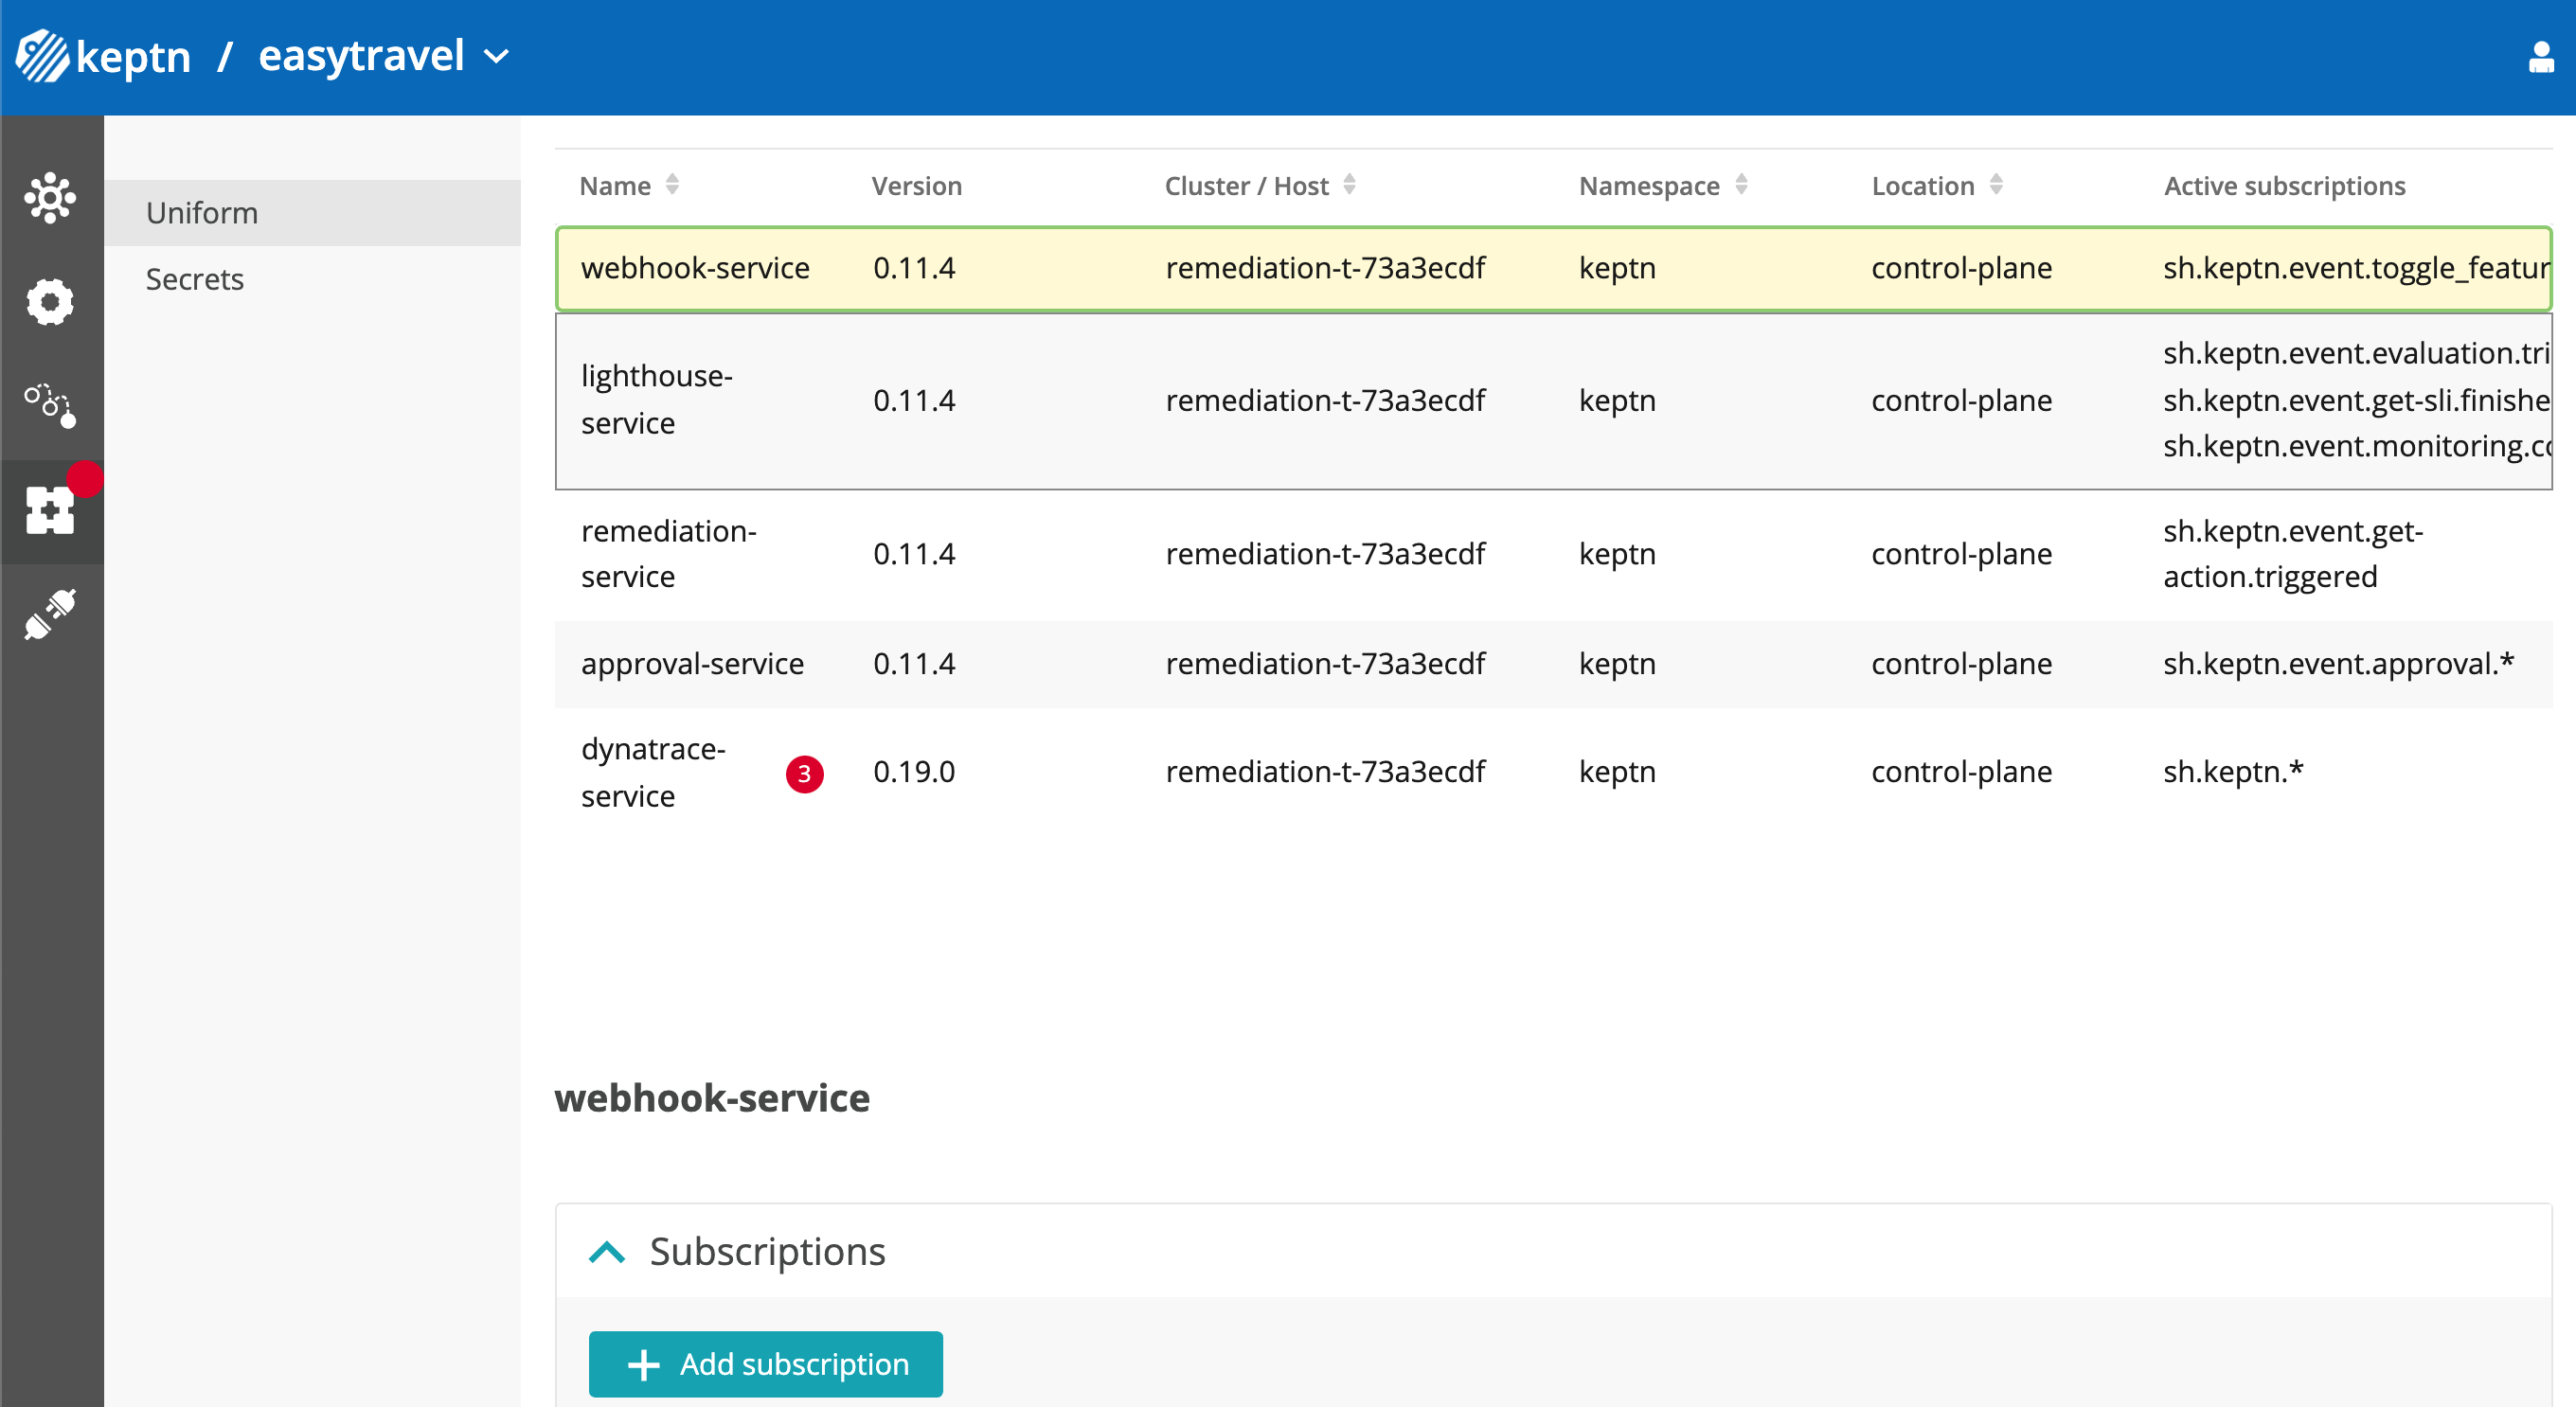 keptn / easytravel
Uniform
Secrets
Name Version Cluster / Host Namespace Location Active subscriptions
webhook-service 0.11.4 remediation-t-73a3ecdf keptn control-plane sh.keptn.event.toggle_featur
lighthouse-
service
0.11.4 remediation-t-73a3ecdf keptn control-plane
sh.keptn.event.evaluation.tri
sh.keptn.event.get-sli.finishe
sh.keptn.event.monitoring.co
remediation-
service
0.11.4 remediation-t-73a3ecdf keptn control-plane
sh.keptn.event.get-
action.triggered
approval-service 0.11.4 remediation-t-73a3ecdf keptn control-plane sh.keptn.event.approval.*
dynatrace-
service
3 0.19.0 remediation-t-73a3ecdf keptn control-plane sh.keptn.*
webhook-service
Subscriptions
Add subscription